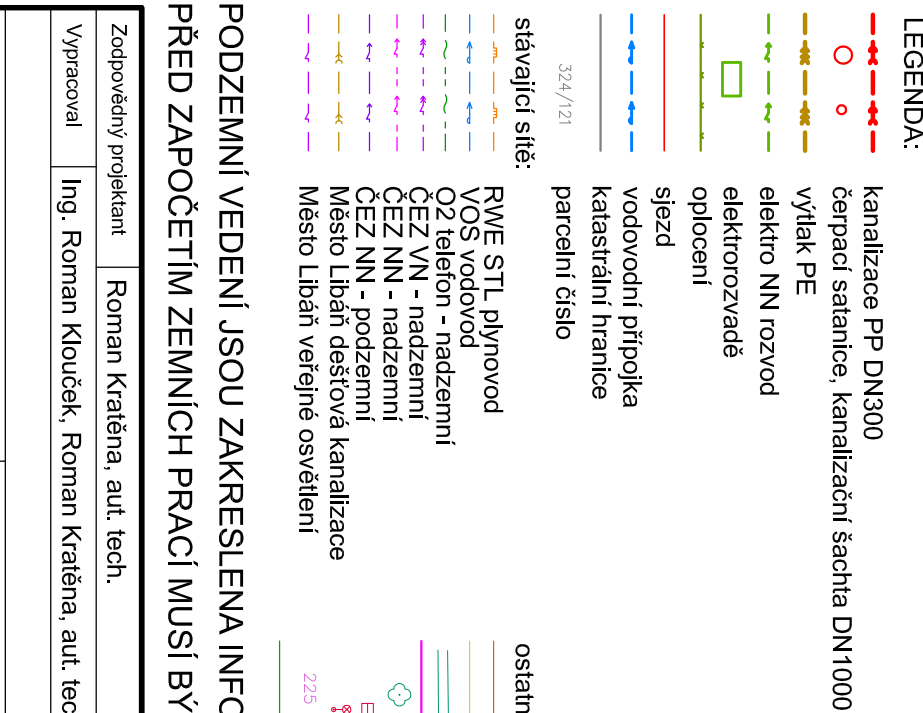 LEGENDA:
kanalizace PP DN300
čerpací satanice, kanalizační šachta DN1000
výtlak PE
elektro NN rozvod
elektrorozvadě
oplocení
sjezd
vodovodní přípojka
katastrální hranice
324/121 parcelní číslo
stávající sítě:
RWE STL plynovod
VOS vodovod
O2 telefon - nadzemní
ČEZ VN - nadzemní
ČEZ NN - nadzemní
ČEZ NN - podzemní
Město Libáň dešťová kanalizace
Město Libáň veřejné osvětlení
ostatn
225
PODZEMNÍ VEDENÍ JSOU ZAKRESLENA INFO
PŘED ZAPOČETÍM ZEMNÍCH PRACÍ MUSÍ BÝ
Zodpovědný projektant Roman Kratěna, aut. tech.
Vypracoval Ing. Roman Klouček, Roman Kratěna, aut. tec